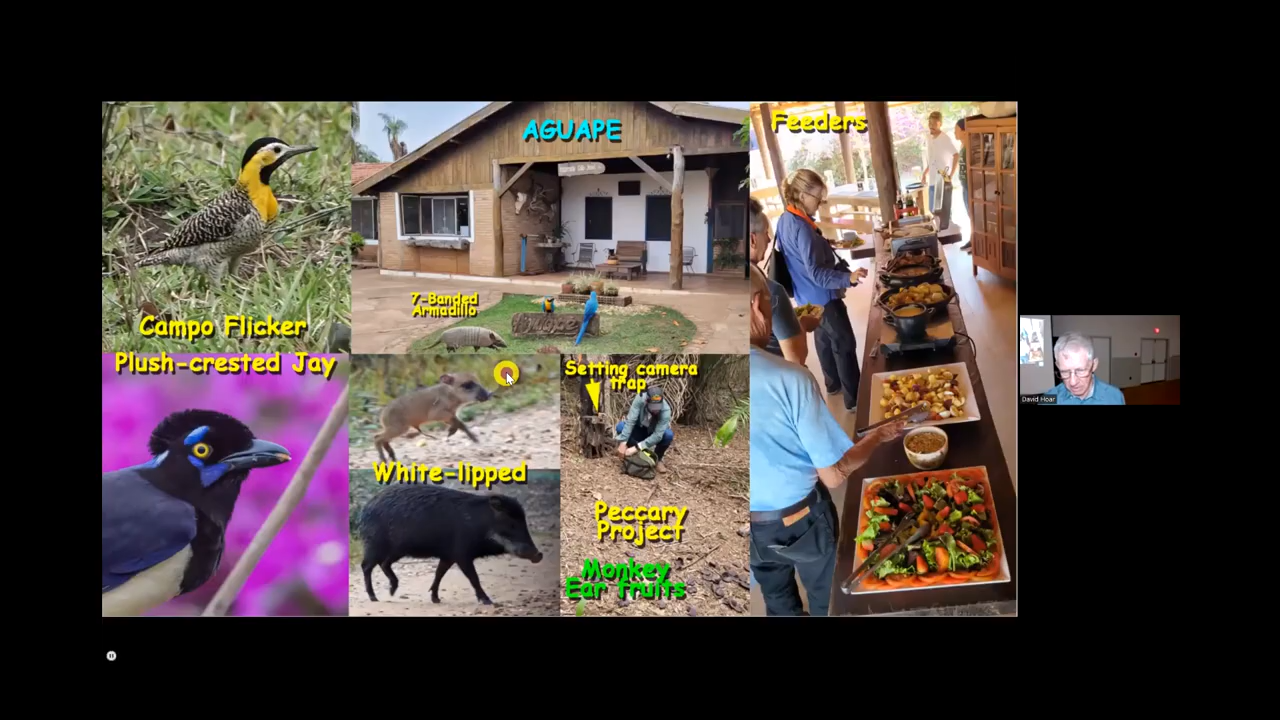 AGUAPE
Feeders
7-Banded
Armadillo
Campo Flicker
Plush-crested Jay
Setting camera
trap
White-lipped
Peccary
Project
Monkey
Ear fruits
David Hoar